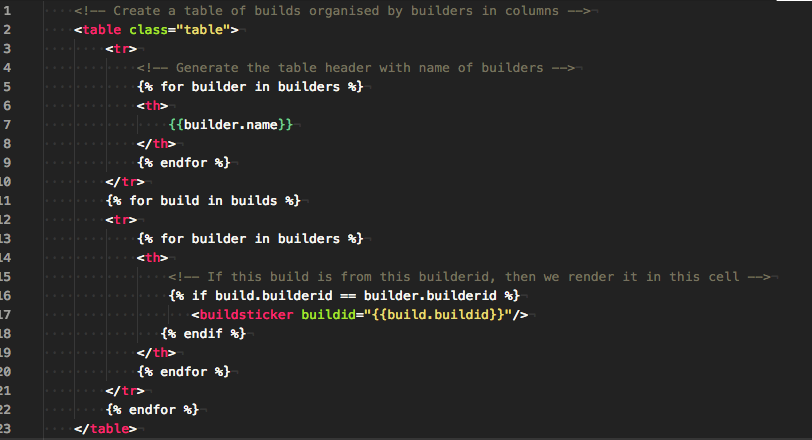 1 <!-- Create a table of builds organised by builders in columns -->
2 <table class="table">
3 <tr>
4 <!-- Generate the table header with name of builders -->
5 {% for builder in builders %}
6 <th>
7 {{builder.name}}
8 </th>
9 {% endfor %}
10 </tr>
11 {% for build in builds %}
12 <tr>
13 {% for builder in builders %}
14 <th>
15 <!-- If this build is from this builderid, then we render it in this cell -->
16 {% if build.builderid == builder.builderid %}
17 <buildsticker buildid="{{build.buildid}}"/>
18 {% endif %}
19 </th>
20 {% endfor %}
21 </tr>
22 {% endfor %}
23 </table>